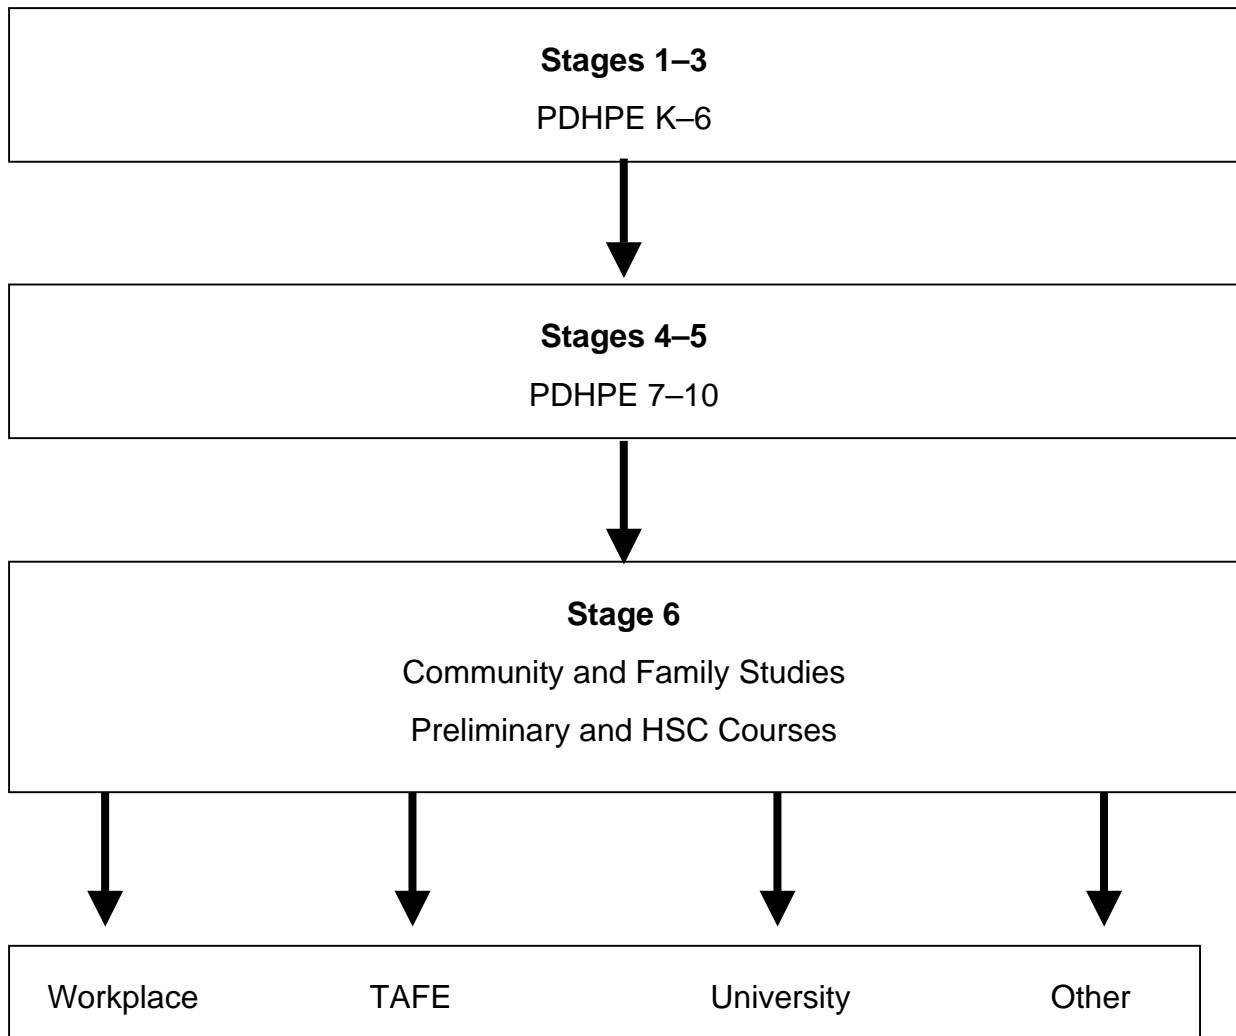 Stages 1–3
PDHPE K–6
Stages 4–5
PDHPE 7–10
Stage 6
Community and Family Studies
Preliminary and HSC Courses
Workplace TAFE University Other